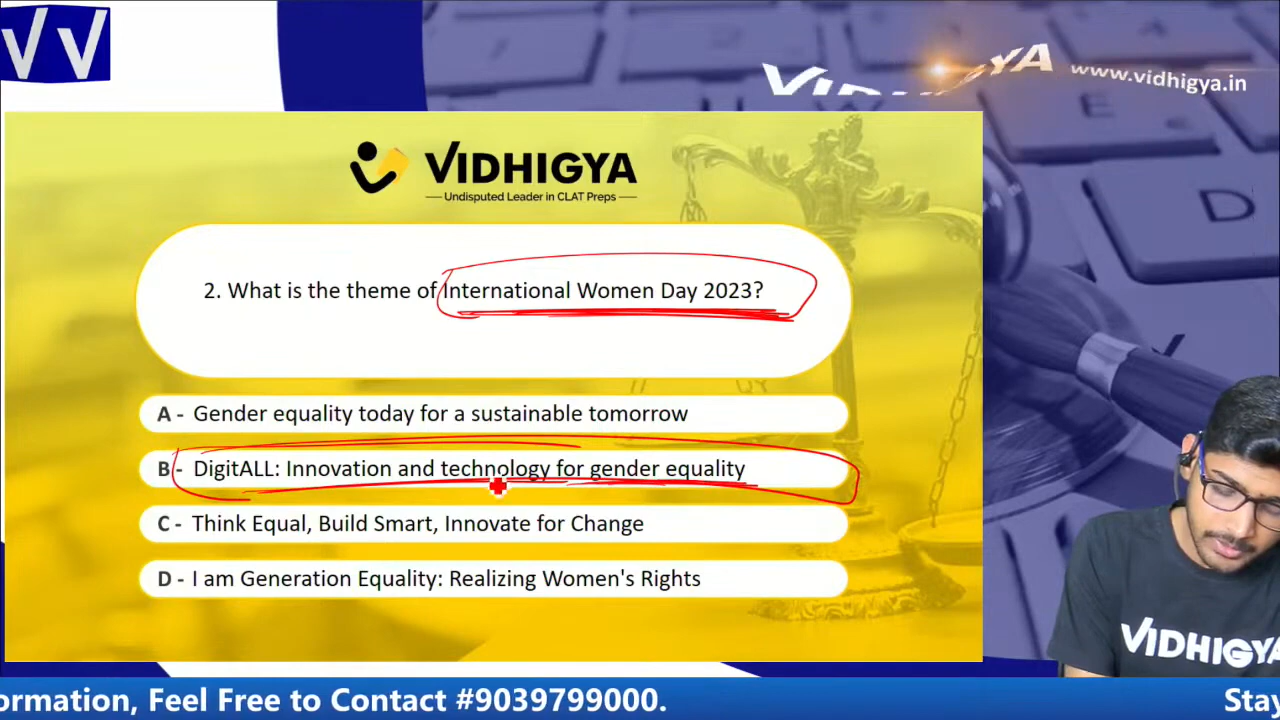 VV
VIDHIGYA
www.vidhigya.in
VIDHIGYA
Undisputed Leader in CLAT Preps
2. What is the theme of International Women Day 2023?
A - Gender equality today for a sustainable tomorrow
B - DigitALL: Innovation and technology for gender equality
C - Think Equal, Build Smart, Innovate for Change
D - I am Generation Equality: Realizing Women's Rights
E
D
VIDHIGYA
ormation, Feel Free to Contact #9039799000.
Stay